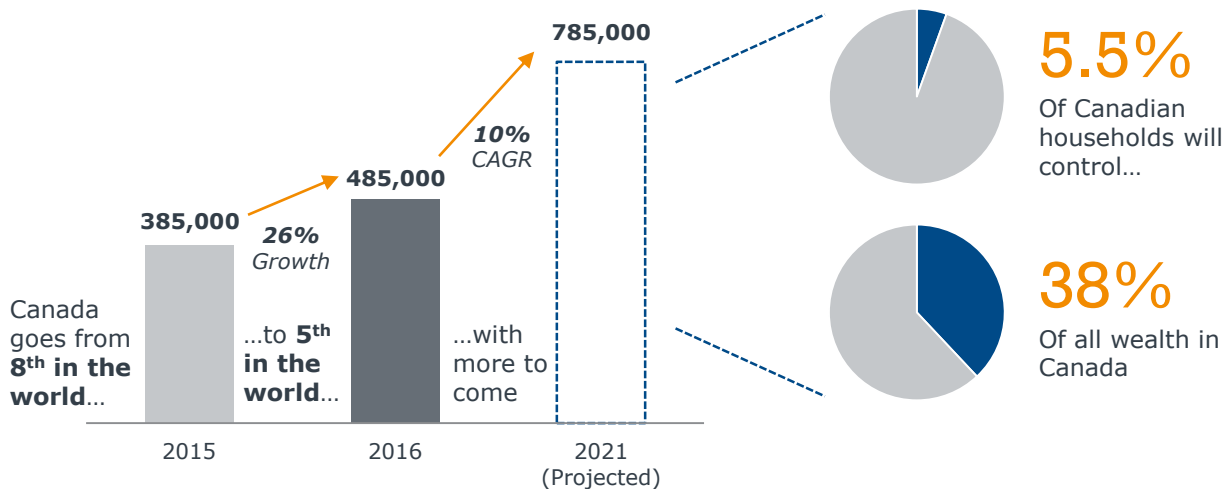 785,000
10%
CAGR
485,000
385,000
26%
Growth
Canada
goes from
8th in the
world…
…to 5th
in the
world…
…with
more to
come
2015
2016
2021
(Projected)
5.5%
Of Canadian
households will
control…
38%
Of all wealth in
Canada